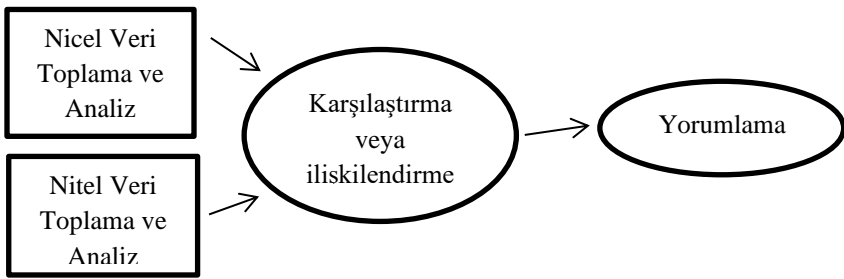 Nicel Veri
Toplama ve
Analiz
Nitel Veri
Toplama ve
Analiz
Karşılaştırma
veya
iliskilendirme
Yorumlama